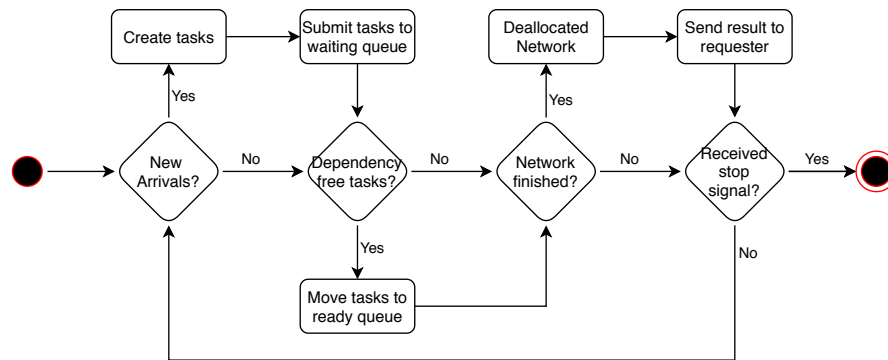 Create tasks
Submit tasks to
waiting queue
Deallocated
Network
Send result to
requester
Yes
Yes
New
Arrivals?
No
Dependency
free tasks?
No
Network
finished?
No
Received
stop
signal?
Yes
Yes
No
Move tasks to
ready queue